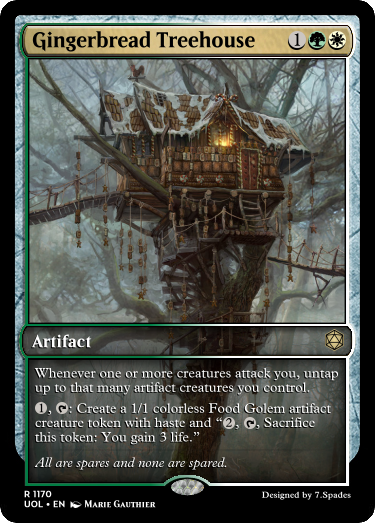 Gingerbread Treehouse 1
Artifact
Whenever one or more creatures attack you, untap
up to that many artifact creatures you control.
1, : Create a 1/1 colorless Food Golem artifact
creature token with haste and “2, , Sacrifice
this token: You gain 3 life.”
All are spares and none are spared.
R 1170
UOL • EN Marie Gauthier
Designed by 7.Spades